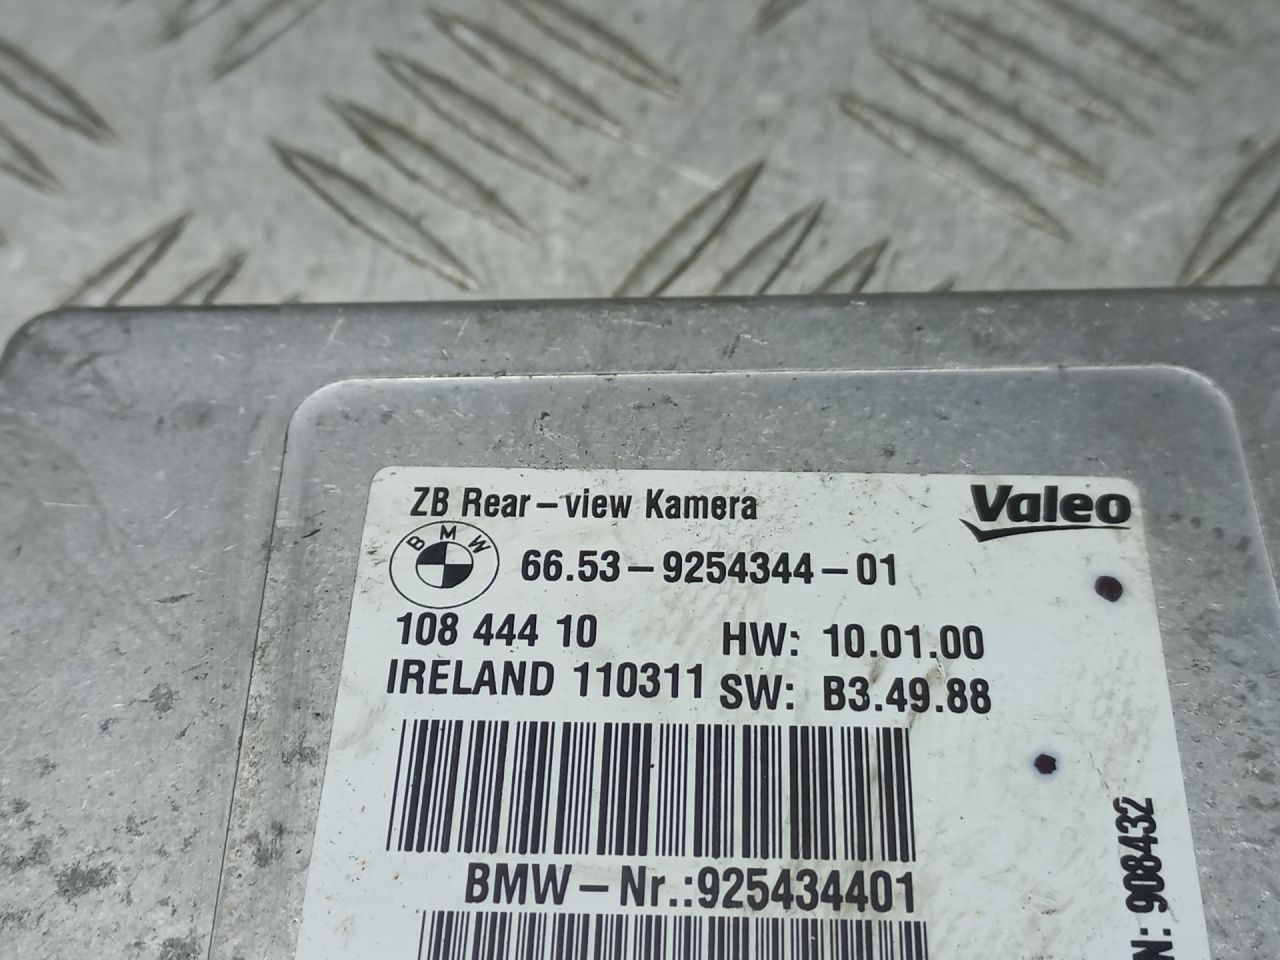 ZB Rear-view Kamera
Valeo
BMW
66.53-9254344-01
108 444 10
HW: 10.01.00
IRELAND 110311
SW: B3.49.88
BMW-Nr.:925434401
N: 908432